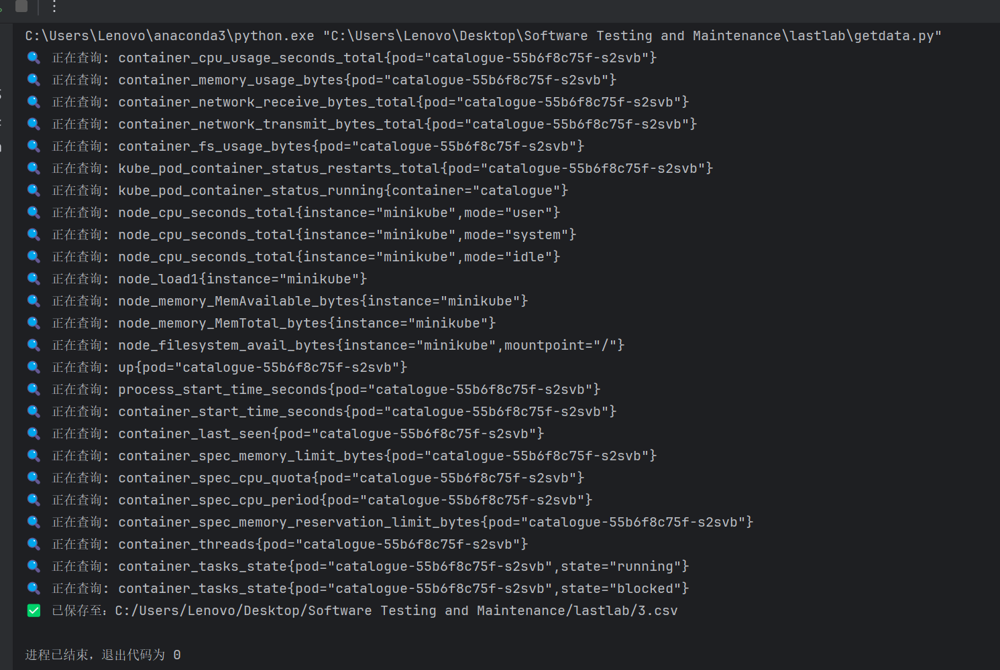 C:\Users\Lenovo\anaconda3\python.exe "C:\Users\Lenovo\Desktop\Software Testing and Maintenance\lastlab\getdata.py"
🔍 正在查询: container_cpu_usage_seconds_total{pod="catalogue-55b6f8c75f-s2svb"}
🔍 正在查询: container_memory_usage_bytes{pod="catalogue-55b6f8c75f-s2svb"}
🔍 正在查询: container_network_receive_bytes_total{pod="catalogue-55b6f8c75f-s2svb"}
🔍 正在查询: container_network_transmit_bytes_total{pod="catalogue-55b6f8c75f-s2svb"}
🔍 正在查询: container_fs_usage_bytes{pod="catalogue-55b6f8c75f-s2svb"}
🔍 正在查询: kube_pod_container_status_restarts_total{pod="catalogue-55b6f8c75f-s2svb"}
🔍 正在查询: kube_pod_container_status_running{container="catalogue"}
🔍 正在查询: node_cpu_seconds_total{instance="minikube",mode="user"}
🔍 正在查询: node_cpu_seconds_total{instance="minikube",mode="system"}
🔍 正在查询: node_cpu_seconds_total{instance="minikube",mode="idle"}
🔍 正在查询: node_load1{instance="minikube"}
🔍 正在查询: node_memory_MemAvailable_bytes{instance="minikube"}
🔍 正在查询: node_memory_MemTotal_bytes{instance="minikube"}
🔍 正在查询: node_filesystem_avail_bytes{instance="minikube",mountpoint="/"}
🔍 正在查询: up{pod="catalogue-55b6f8c75f-s2svb"}
🔍 正在查询: process_start_time_seconds{pod="catalogue-55b6f8c75f-s2svb"}
🔍 正在查询: container_start_time_seconds{pod="catalogue-55b6f8c75f-s2svb"}
🔍 正在查询: container_last_seen{pod="catalogue-55b6f8c75f-s2svb"}
🔍 正在查询: container_spec_memory_limit_bytes{pod="catalogue-55b6f8c75f-s2svb"}
🔍 正在查询: container_spec_cpu_quota{pod="catalogue-55b6f8c75f-s2svb"}
🔍 正在查询: container_spec_cpu_period{pod="catalogue-55b6f8c75f-s2svb"}
🔍 正在查询: container_spec_memory_reservation_limit_bytes{pod="catalogue-55b6f8c75f-s2svb"}
🔍 正在查询: container_threads{pod="catalogue-55b6f8c75f-s2svb"}
🔍 正在查询: container_tasks_state{pod="catalogue-55b6f8c75f-s2svb",state="running"}
🔍 正在查询: container_tasks_state{pod="catalogue-55b6f8c75f-s2svb",state="blocked"}
✅ 已保存至：C:/Users/Lenovo/Desktop/Software Testing and Maintenance/lastlab/3.csv
进程已结束，退出代码为 0